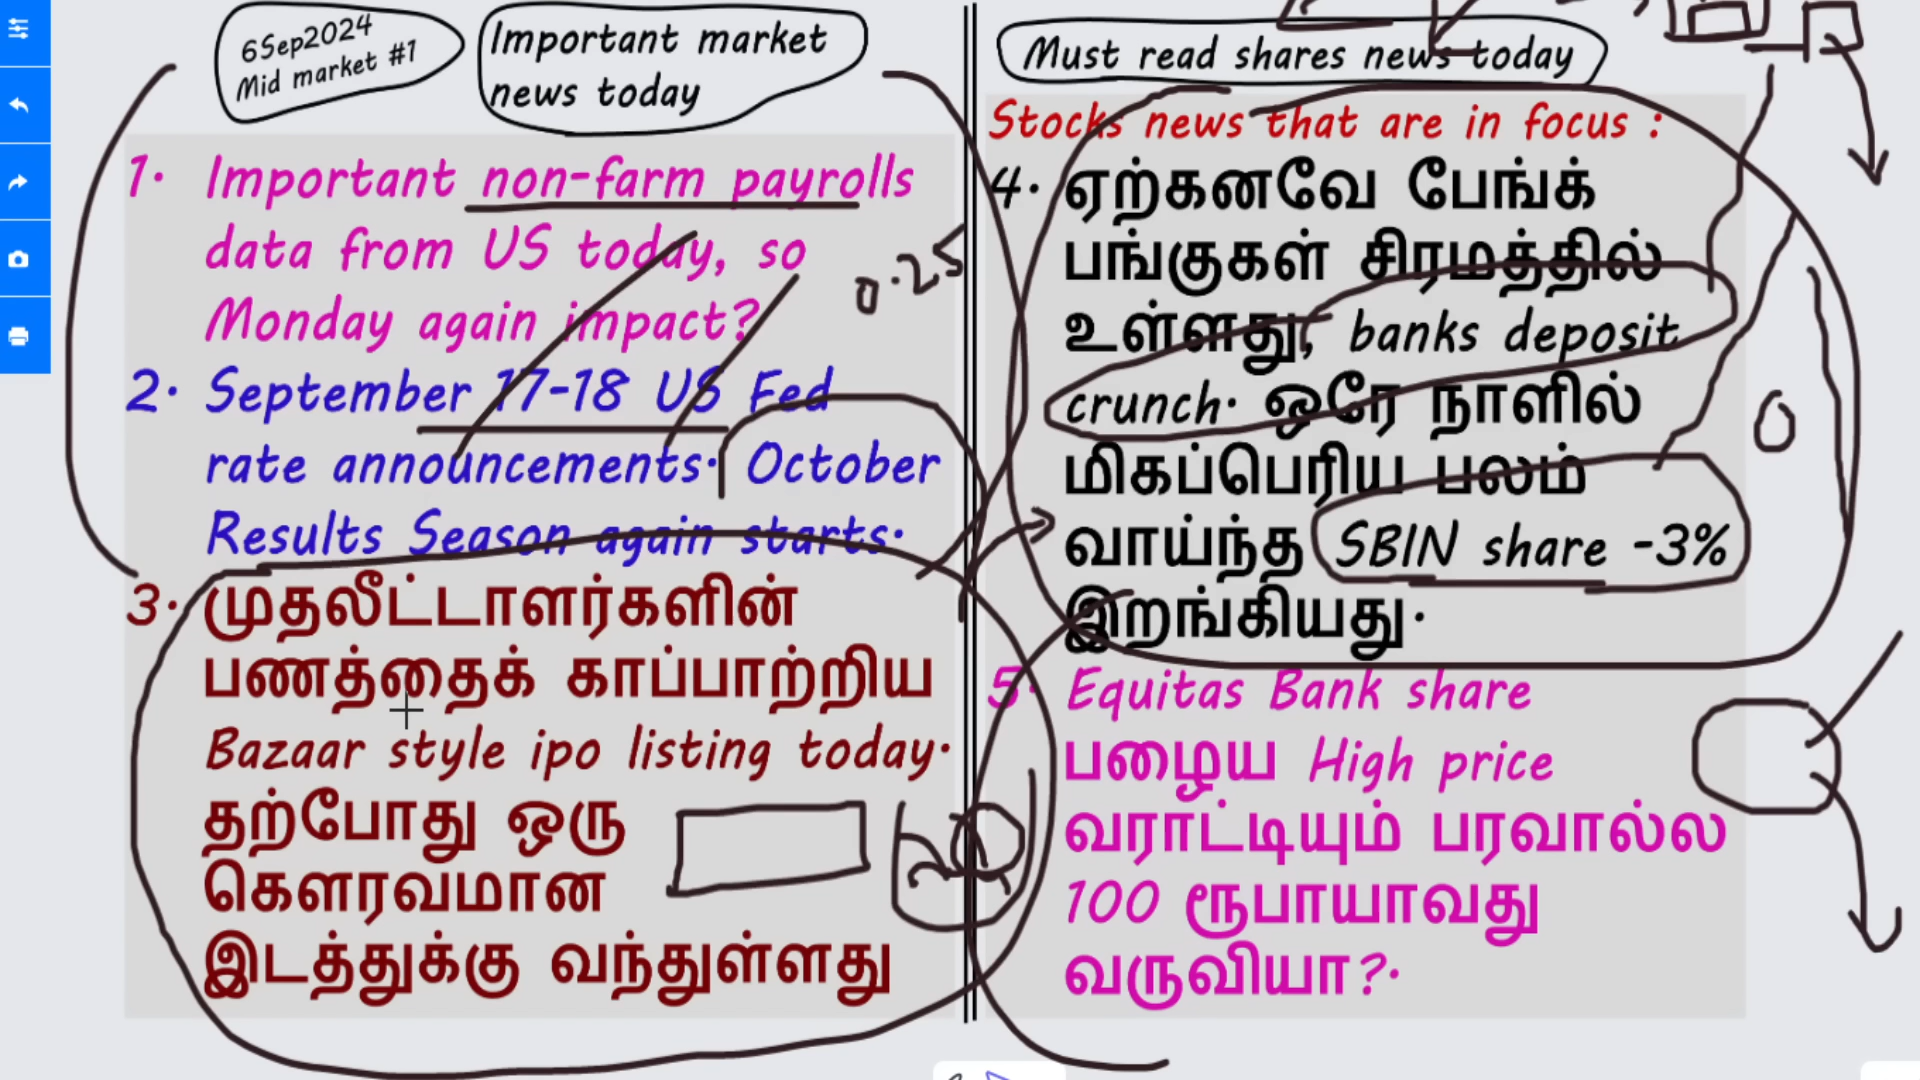 6Sep2024
Mid market #1
Important market
news today
1. Important non-farm payrolls
data from US today, so
Monday again impact?
2. September 17-18 US Fed
rate announcements. October
Results Season again starts.
3. முதலீட்டாளர்களின்
பணத்தைக் காப்பாற்றிய
Bazaar style ipo listing today.
தற்போது ஒரு
கௌரவமான
இடத்துக்கு வந்துள்ளது
0.25
Must read shares news today
Stocks news that are in focus :
4. ஏற்கனவே பேங்க்
பங்குகள் சிரமத்தில்
உள்ளது, banks deposit
crunch. ஒரே நாளில்
மிகப்பெரிய பலம்
வாய்ந்த SBIN share -3%
இறங்கியது.
5. Equitas Bank share
பழைய High price
வராட்டியும் பரவால்ல
100 ரூபாயாவது
வருவியா?.